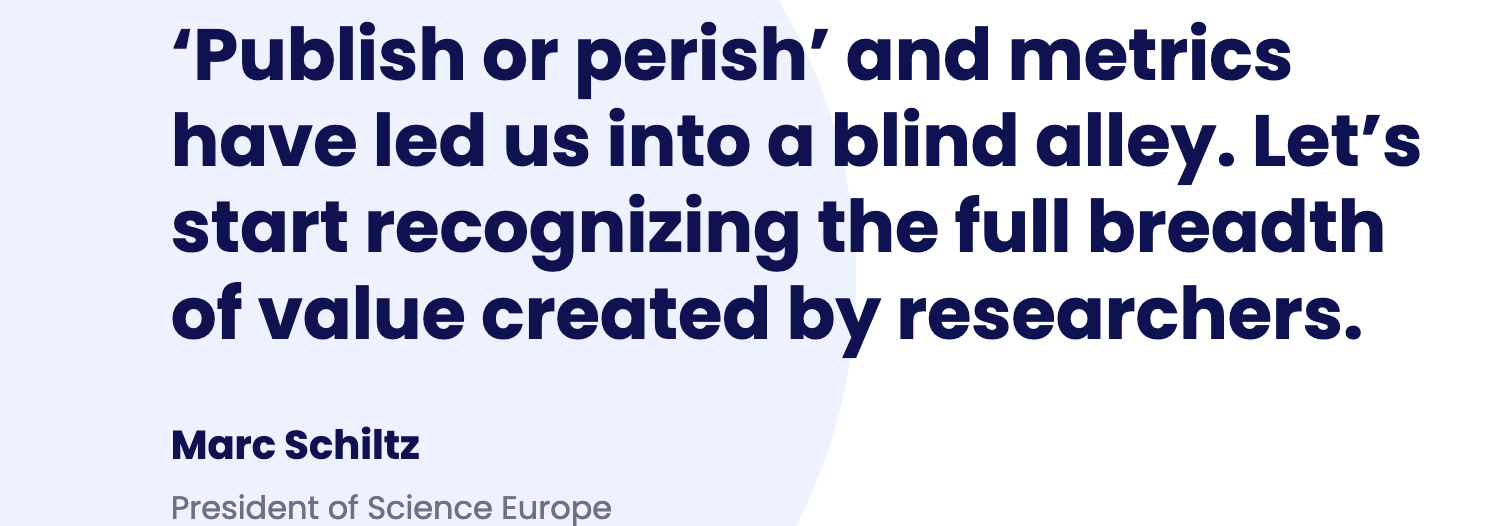 ‘Publish or perish’ and metrics
have led us into a blind alley. Let’s
start recognizing the full breadth
of value created by researchers.
Marc Schiltz
President of Science Europe